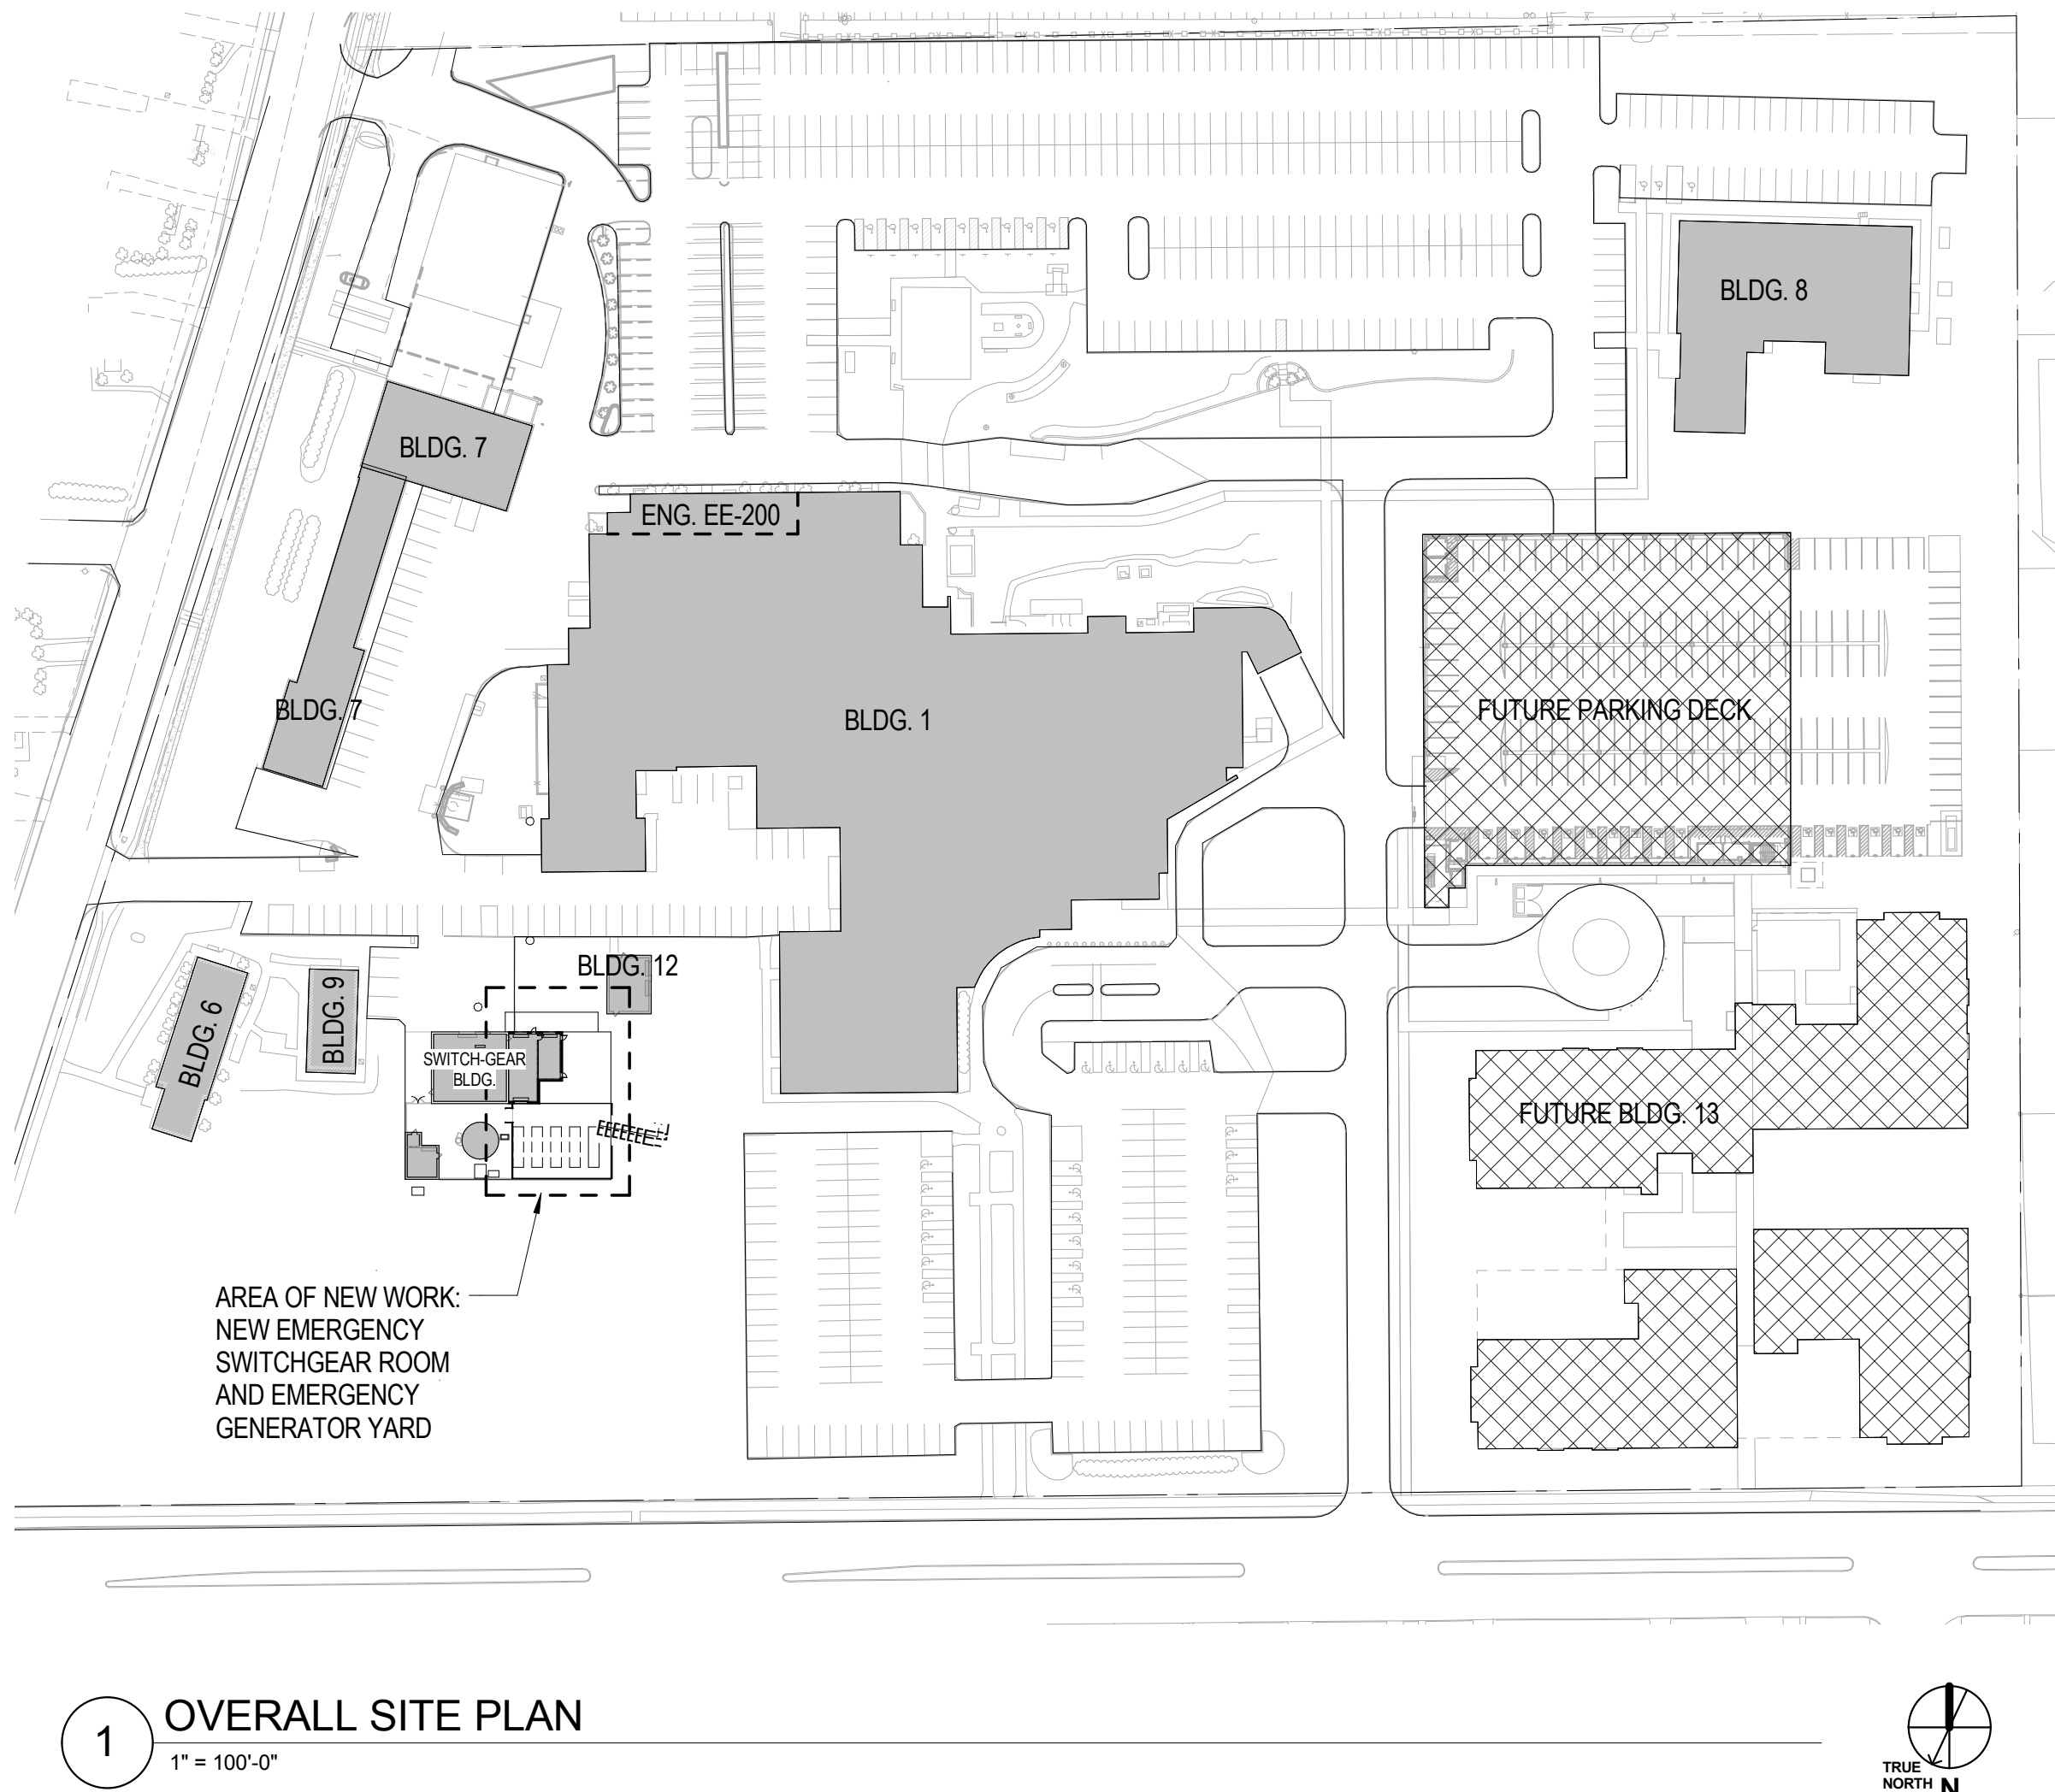 BLDG. 8
BLDG. 7
ENG. EE-200
BLDG. 7
BLDG. 1
FUTURE PARKING DECK
BLDG. 12
BLDG. 6
BLDG. 9
SWITCH-GEAR
BLDG.
FUTURE BLDG. 13
AREA OF NEW WORK:
NEW EMERGENCY
SWITCHGEAR ROOM
AND EMERGENCY
GENERATOR YARD
1
OVERALL SITE PLAN
1" = 100'-0"
TRUE
NORTH N